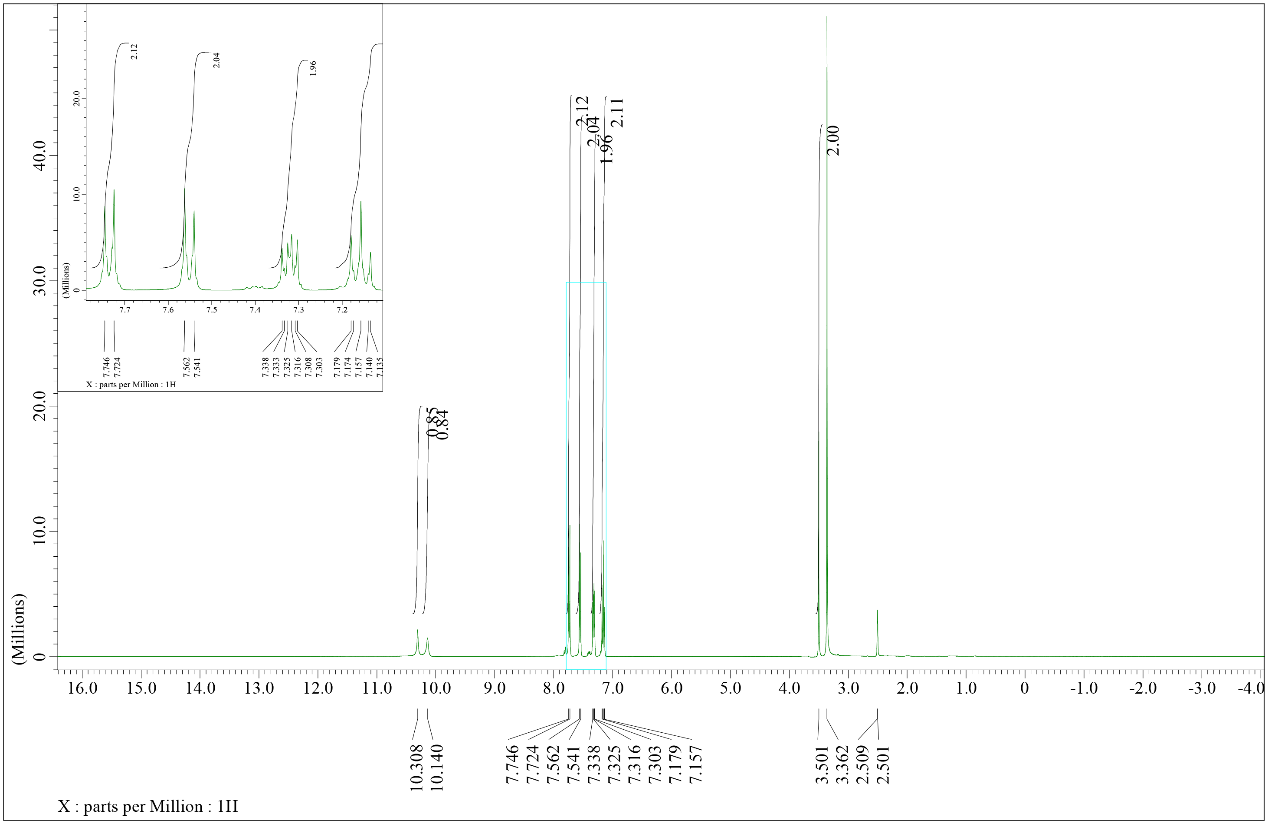 2.12
2.04
1.96
20.0
10.0
0
(Millions)
7.7 7.6 7.5 7.4 7.3 7.2
7.746 7.724 7.562 7.541 7.338 7.333 7.325 7.316 7.308 7.303 7.179 7.174 7.157 7.140 7.135
X : parts per Million : 1H
2.12
2.04
1.96
2.11
2.00
0.85
0.84
40.0
30.0
20.0
10.0
0
(Millions)
16.0 15.0 14.0 13.0 12.0 11.0 10.0 9.0 8.0 7.0 6.0 5.0 4.0 3.0 2.0 1.0 0 -1.0 -2.0 -3.0 -4.0
10.308 10.140 7.746 7.724 7.562 7.541 7.338 7.325 7.316 7.303 7.179 7.157 3.501 3.362 2.509 2.501
X : parts per Million : 1H